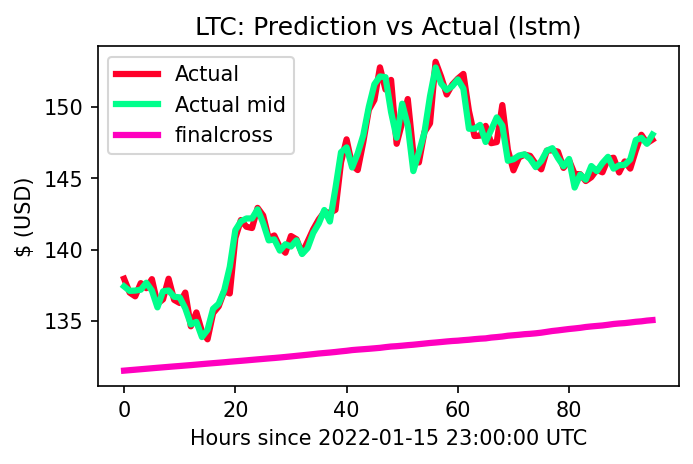 LTC: Prediction vs Actual (lstm)
Actual
Actual mid
finalcross
$ (USD)
150
145
140
135
0 20 40 60 80
Hours since 2022-01-15 23:00:00 UTC